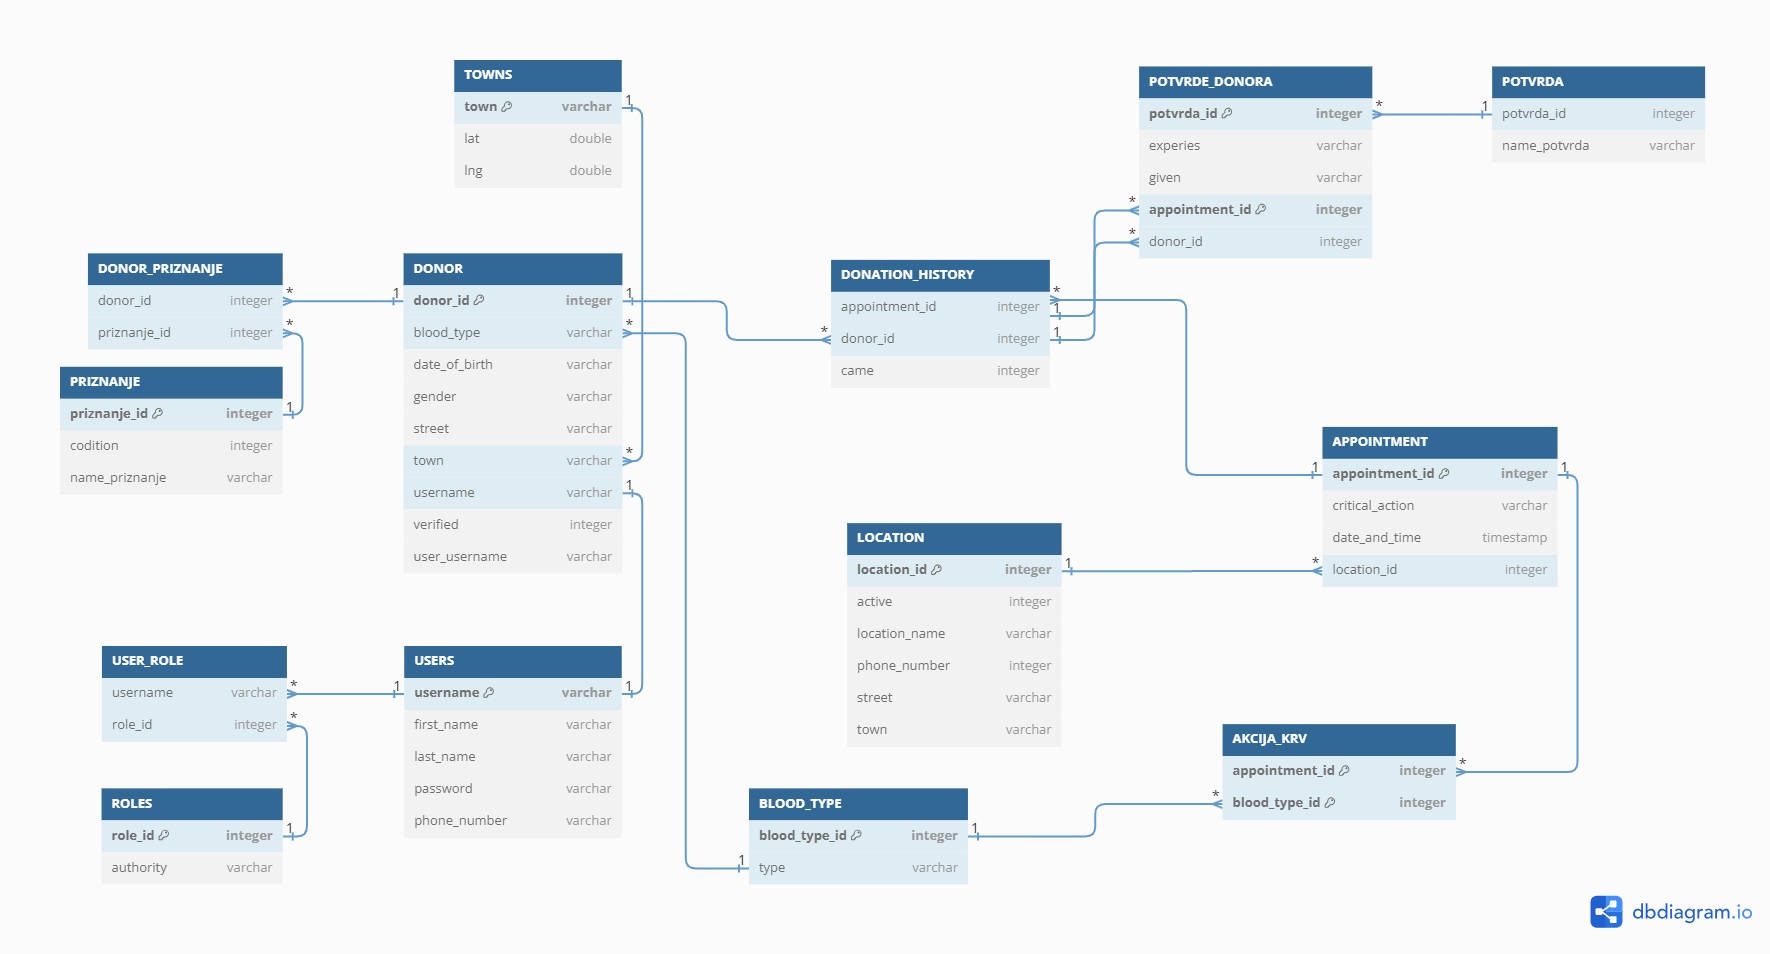 TOWNS
town varchar
lat double
lng double
1
POTVRDE_DONORA
potvrda_id integer
experies varchar
given varchar
appointment_id integer
donor_id integer
*
*
*
1
POTVRDA
potvrda_id integer
name_potvrda varchar
DONOR_PRIZNANJE
donor_id integer
priznanje_id integer
*
*
1
PRIZNANJE
priznanje_id integer
codition integer
name_priznanje varchar
1
DONOR
donor_id integer
blood_type varchar
date_of_birth varchar
gender varchar
street varchar
town varchar
username varchar
verified integer
user_username varchar
1
*
*
1
DONATION_HISTORY
appointment_id integer
donor_id integer
came integer
*
*
1
1
APPOINTMENT
appointment_id integer
critical_action varchar
date_and_time timestamp
location_id integer
1
1
*
LOCATION
location_id integer
active integer
location_name varchar
phone_number integer
street varchar
town varchar
1
USER_ROLE
username varchar
role_id integer
*
*
1
USERS
username varchar
first_name varchar
last_name varchar
password varchar
phone_number varchar
1
ROLES
role_id integer
authority varchar
1
BLOOD_TYPE
blood_type_id integer
type varchar
1
1
AKCIJA_KRV
appointment_id integer
blood_type_id integer
*
*
dbdiagram.io